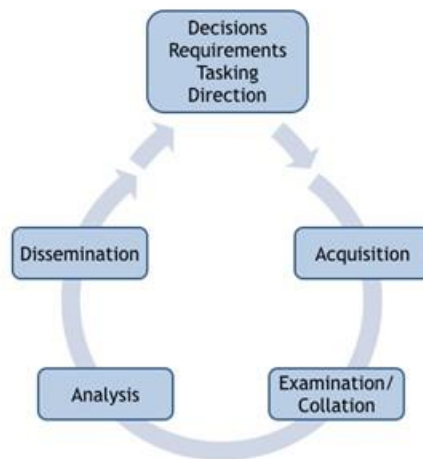 Decisions
Requirements
Tasking
Direction
Acquisition
Examination/
Collation
Analysis
Dissemination